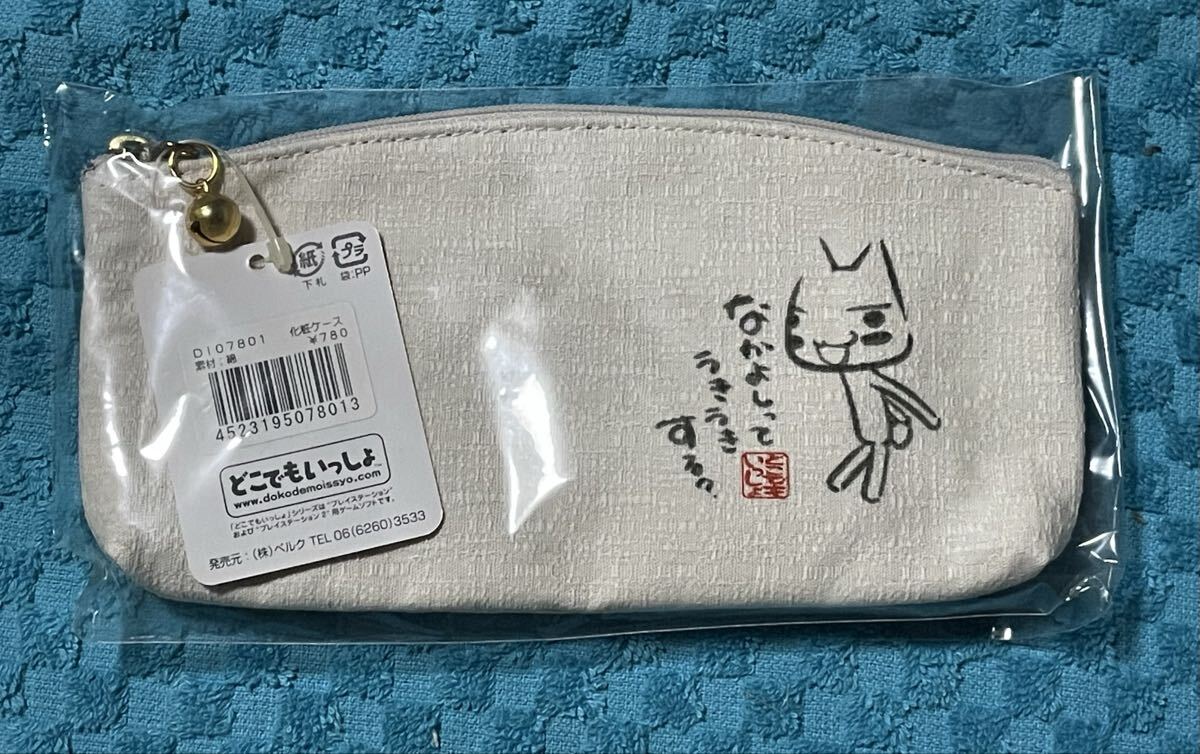 紙
下札
プラ
袋:PP
DI07801
化粧ケース
素材：綿
¥780
4523195078013
どこでもいっしょ
www.dokodemoissyo.com
「どこでもいっしょ」シリーズは“プレイステーション”
および“プレイステーション 2”用ゲームソフトです。
発売元：(株)ベルク TEL 06(6260)3533
なかよしって
うきうき
するっ